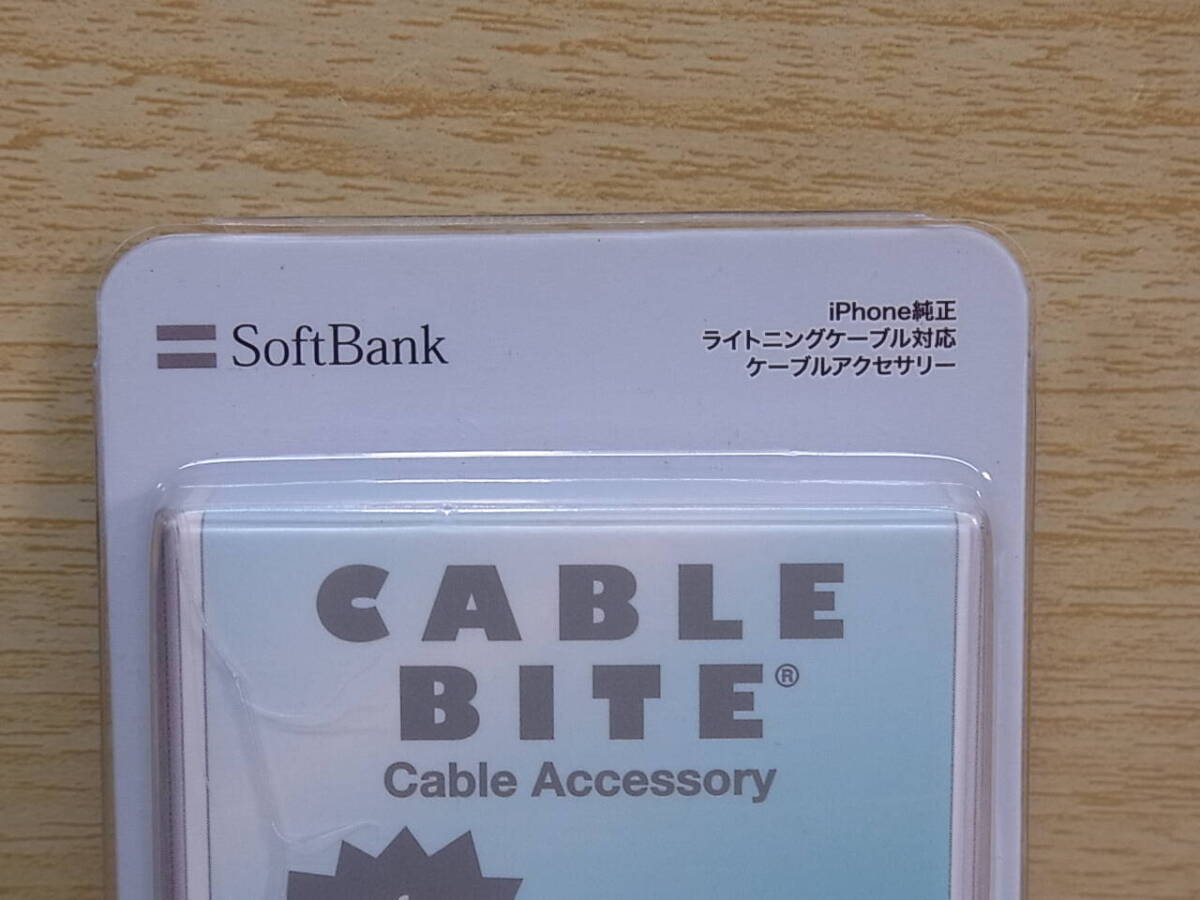 SoftBank
iPhone純正
ライトニングケーブル対応
ケーブルアクセサリー
CABLE
BITE®
Cable Accessory